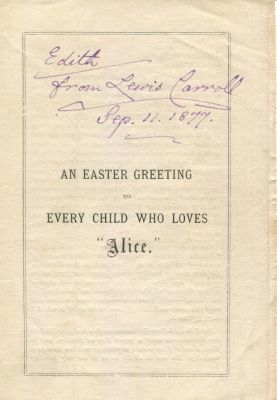 Edith
from Lewis Carroll
Sep. 11. 1877.
AN EASTER GREETING
TO
EVERY CHILD WHO LOVES
"Alice."